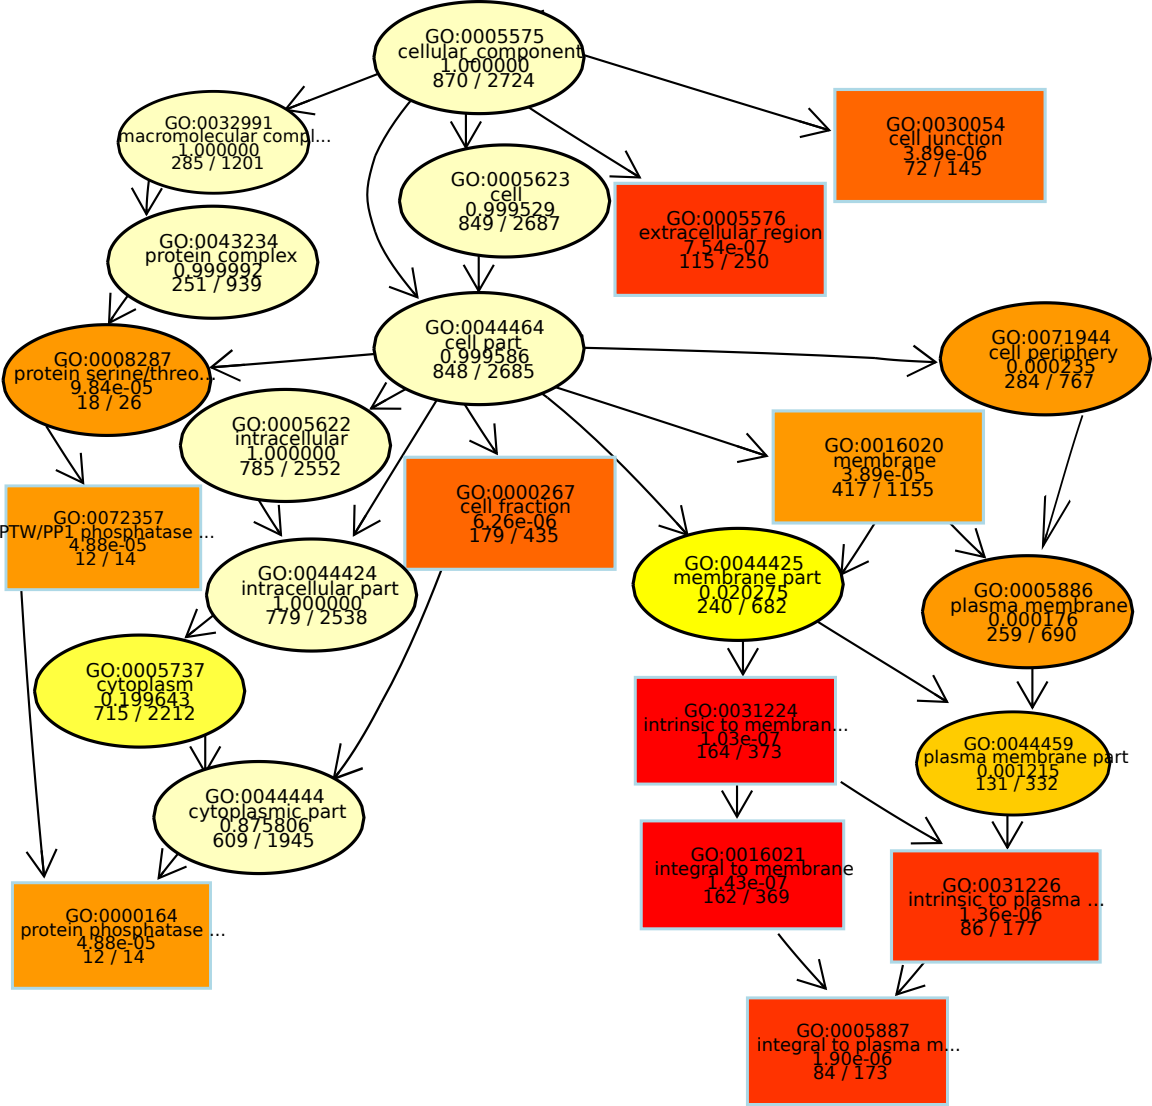 GO:0005575
cellular_component
1.000000
870 / 2724
GO:0032991
macromolecular compl...
1.000000
285 / 1201
GO:0030054
cell junction
3.89e-06
72 / 145
GO:0005623
cell
0.999529
849 / 2687
GO:0005576
extracellular region
7.54e-07
115 / 250
GO:0043234
protein complex
0.999992
251 / 939
GO:0044464
cell part
0.999586
848 / 2685
GO:0071944
cell periphery
0.000235
284 / 767
GO:0008287
protein serine/threo...
9.84e-05
18 / 26
GO:0005622
intracellular
1.000000
785 / 2552
GO:0016020
membrane
3.89e-05
417 / 1155
GO:0000267
cell fraction
6.26e-06
179 / 435
GO:0072357
PTW/PP1 phosphatase ...
4.88e-05
12 / 14
GO:0044424
intracellular part
1.000000
779 / 2538
GO:0044425
membrane part
0.020275
240 / 682
GO:0005886
plasma membrane
0.000176
259 / 690
GO:0005737
cytoplasm
0.199643
715 / 2212
GO:0031224
intrinsic to membran...
1.03e-07
164 / 373
GO:0044459
plasma membrane part
0.001215
131 / 332
GO:0044444
cytoplasmic part
0.875806
609 / 1945
GO:0016021
integral to membrane
1.43e-07
162 / 369
GO:0031226
intrinsic to plasma ...
1.36e-06
86 / 177
GO:0000164
protein phosphatase ...
4.88e-05
12 / 14
GO:0005887
integral to plasma m...
1.90e-06
84 / 173